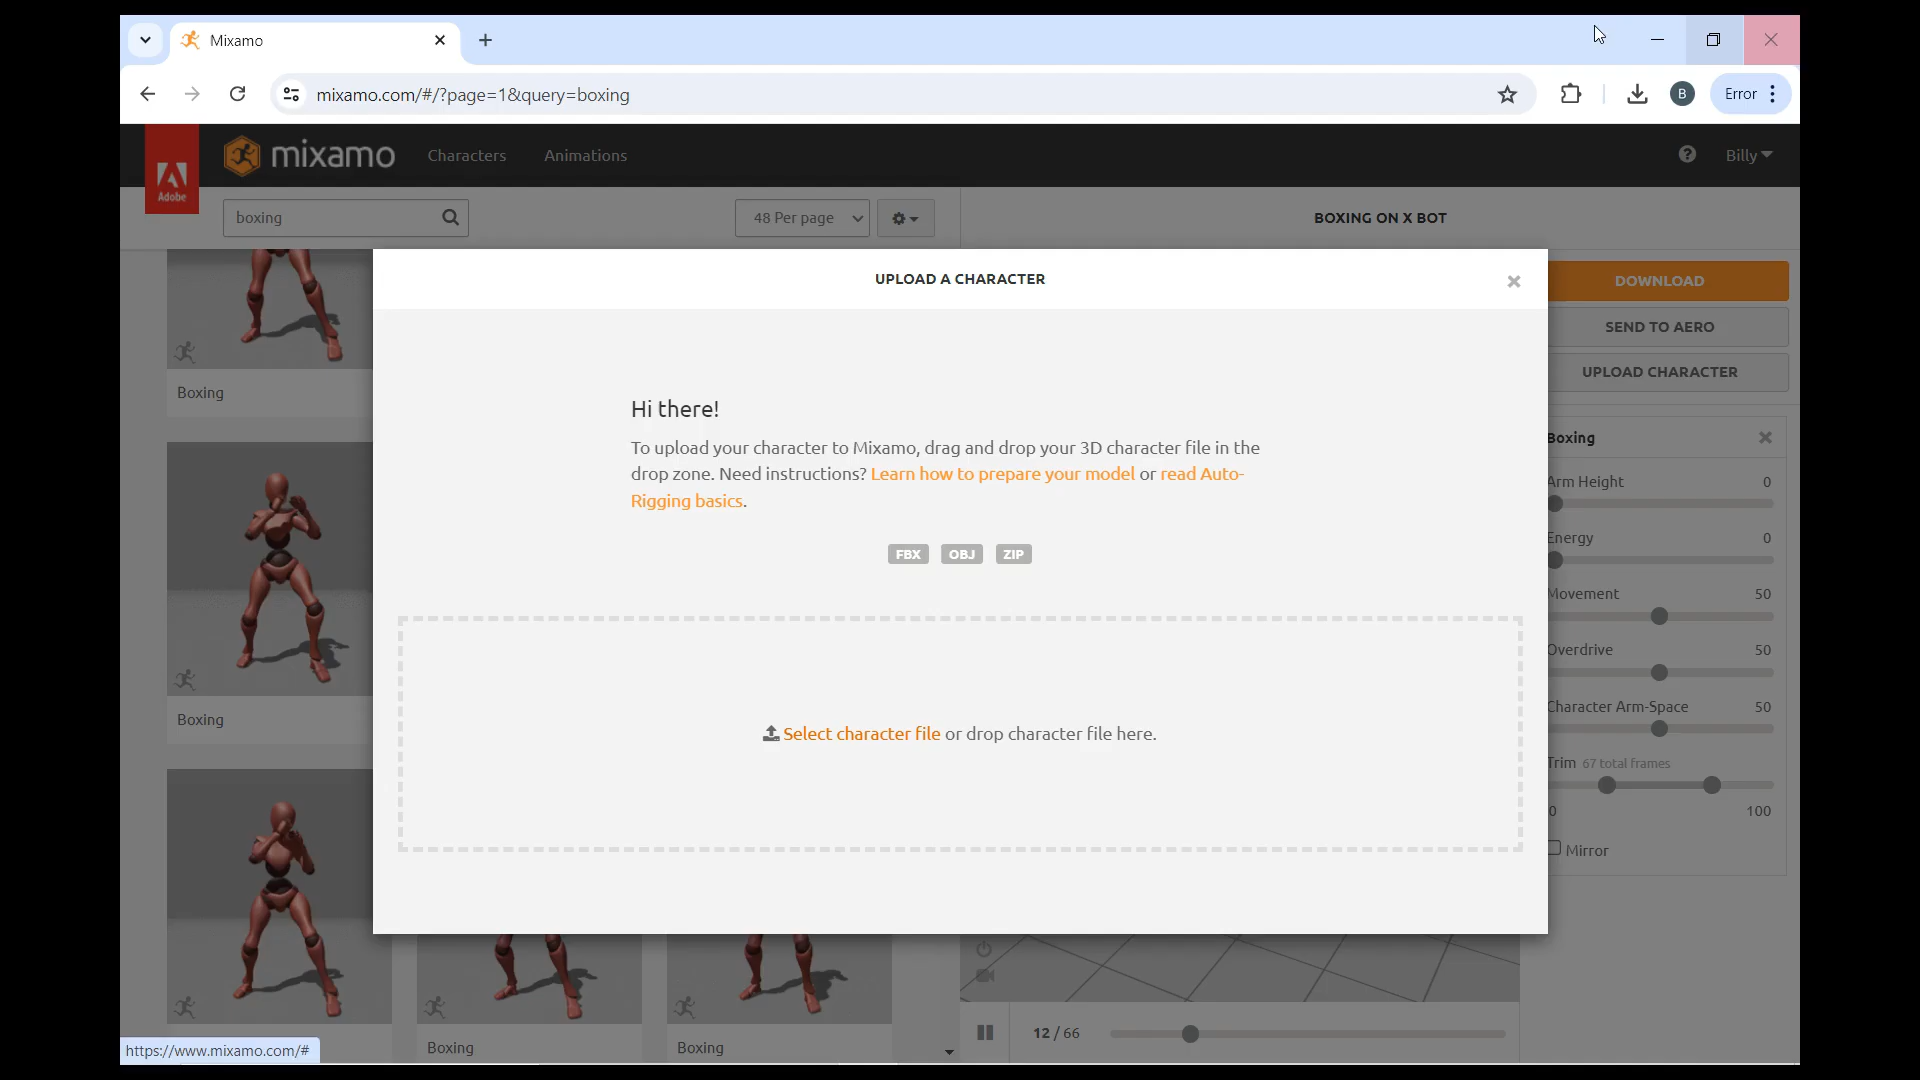 Mixamo
mixamo.com/#/?page=1&query=boxing
B
Error
Adobe
mixamo
Characters
Animations
Billy
boxing
48 Per page
BOXING ON X BOT
UPLOAD A CHARACTER
DOWNLOAD
SEND TO AERO
UPLOAD CHARACTER
Boxing
Hi there!
To upload your character to Mixamo, drag and drop your 3D character file in the
drop zone. Need instructions? Learn how to prepare your model or read Auto-
Rigging basics.
FBX OBJ ZIP
Select character file or drop character file here.
Boxing
Arm Height 0
Energy 0
Movement 50
Overdrive 50
Character Arm-Space 50
Trim 67 total frames
0 100
Mirror
Boxing
Boxing
Boxing
12 / 66
https://www.mixamo.com/#